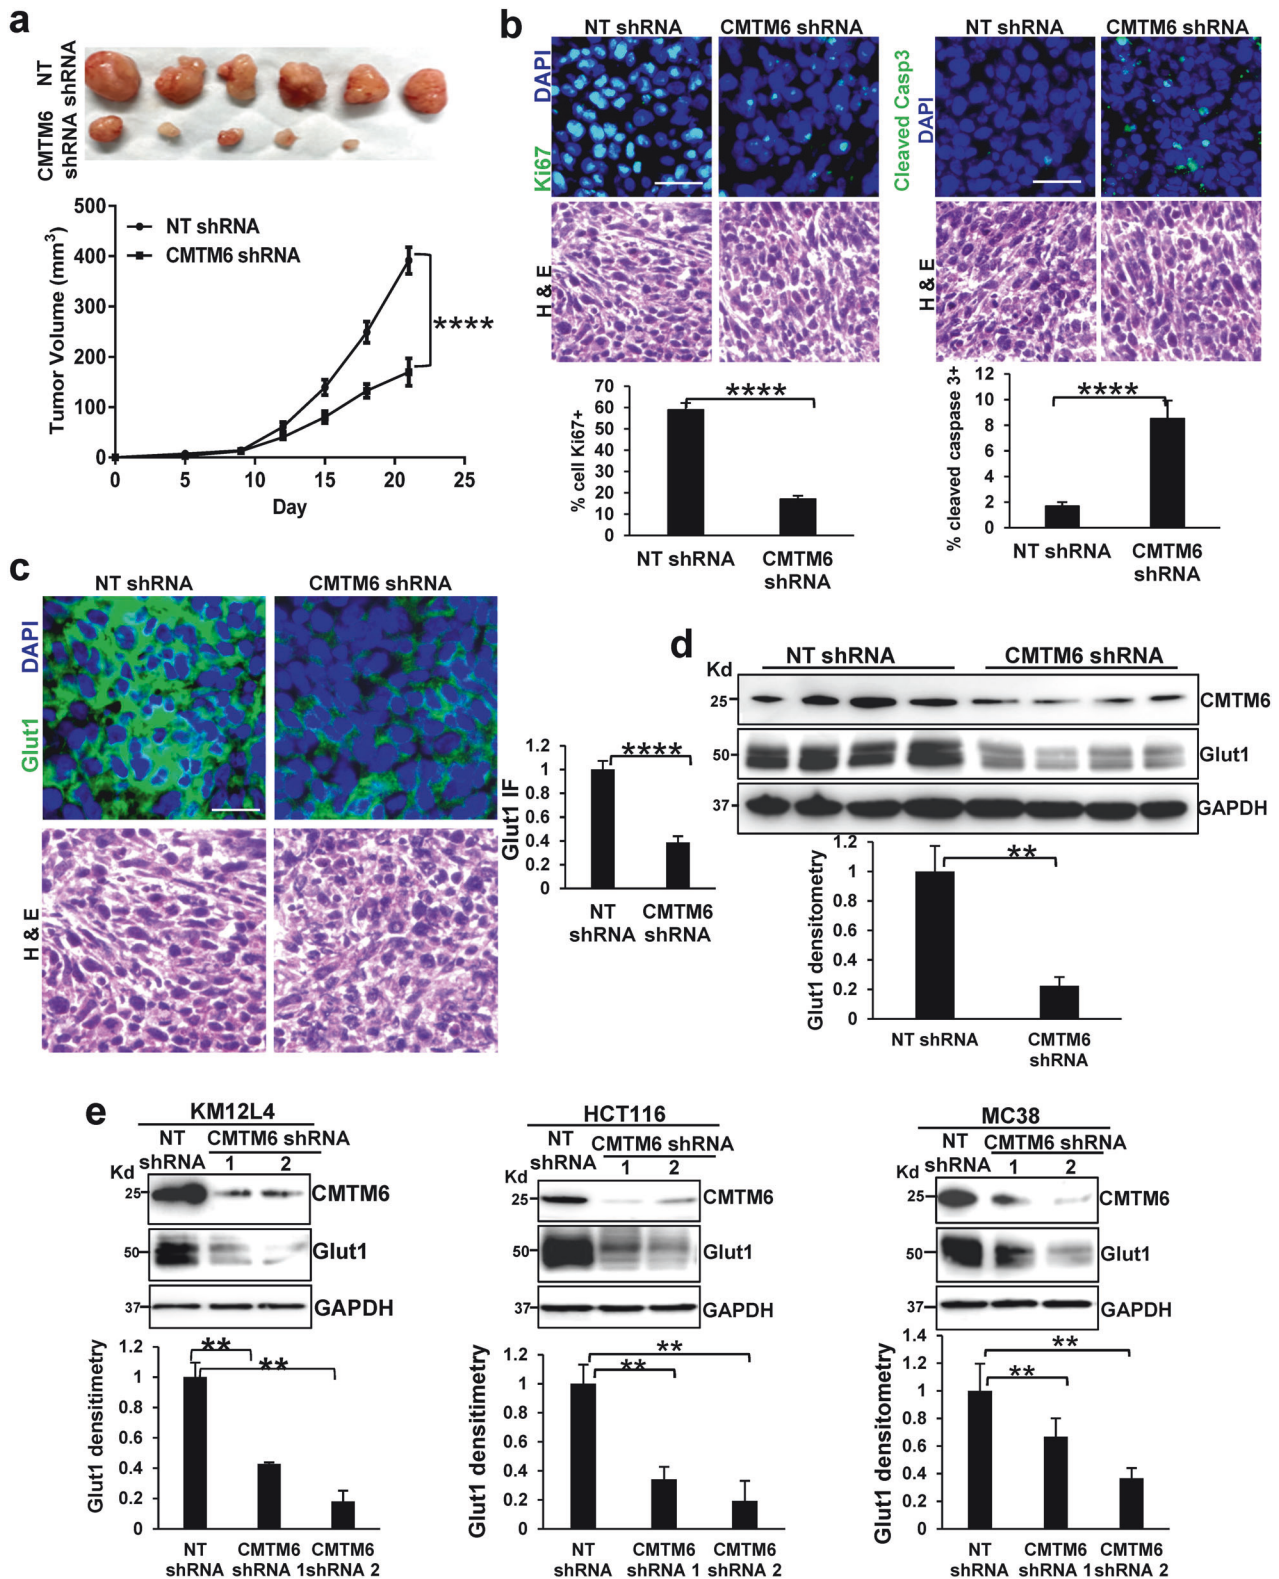 a
NT
shRNA
CMTM6
shRNA
Tumor Volume (mm³)
500
400
300
200
100
0
NT shRNA
CMTM6 shRNA
****
0 5 10 15 20 25
Day
b
NT shRNA CMTM6 shRNA
Ki67 DAPI
H & E
% cell Ki67+
70
60
50
40
30
20
10
0
****
NT shRNA CMTM6
shRNA
NT shRNA CMTM6 shRNA
Cleaved Casp3
DAPI
H & E
% cleaved caspase 3+
12
10
8
6
4
2
0
****
NT shRNA CMTM6
shRNA
c
NT shRNA CMTM6 shRNA
Glut1 DAPI
H & E
Glut1 IF
1.2
1
0.8
0.6
0.4
0.2
0
****
NT CMTM6
shRNA shRNA
d
NT shRNA CMTM6 shRNA
Kd
25 CMTM6
50 Glut1
37 GAPDH
Glut1 densitometry
1.2
1
0.8
0.6
0.4
0.2
0
**
NT shRNA CMTM6
shRNA
e
KM12L4
NT CMTM6 shRNA
shRNA 1 2
Kd
25 CMTM6
50 Glut1
37 GAPDH
Glut1 densitimetry
1.2
1
0.8
0.6
0.4
0.2
0
**
**
NT CMTM6 CMTM6
shRNA shRNA 1 shRNA 2
HCT116
NT CMTM6 shRNA
shRNA 1 2
Kd
25 CMTM6
50 Glut1
37 GAPDH
Glut1 densitimetry
1.2
1
0.8
0.6
0.4
0.2
0
**
**
NT CMTM6 CMTM6
shRNA shRNA 1 shRNA 2
MC38
NT CMTM6 shRNA
shRNA 1 2
Kd
25 CMTM6
50 Glut1
37 GAPDH
Glut1 densitometry
1.4
1.2
1
0.8
0.6
0.4
0.2
0
**
**
NT CMTM6 CMTM6
shRNA shRNA 1 shRNA 2